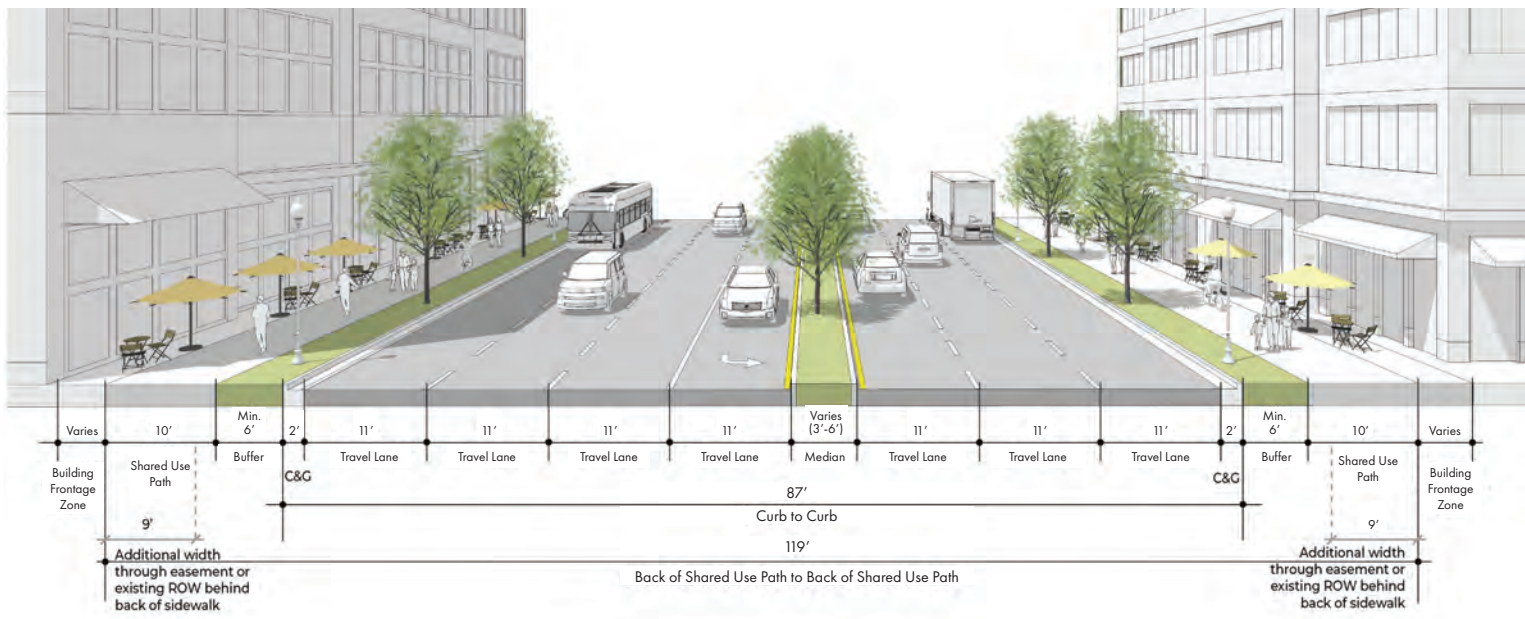 Varies
10'
Min.
6'
2'
11'
11'
11'
11'
Varies
(3'-6')
11'
11'
11'
2'
Min.
6'
10'
Varies
Building
Frontage
Zone
Shared Use
Path
Buffer
C&G
Travel Lane
Travel Lane
Travel Lane
Travel Lane
Median
Travel Lane
Travel Lane
Travel Lane
C&G
Buffer
Shared Use
Path
Building
Frontage
Zone
87'
Curb to Curb
9'
9'
119'
Back of Shared Use Path to Back of Shared Use Path
Additional width
through easement or
existing ROW behind
back of sidewalk
Additional width
through easement or
existing ROW behind
back of sidewalk